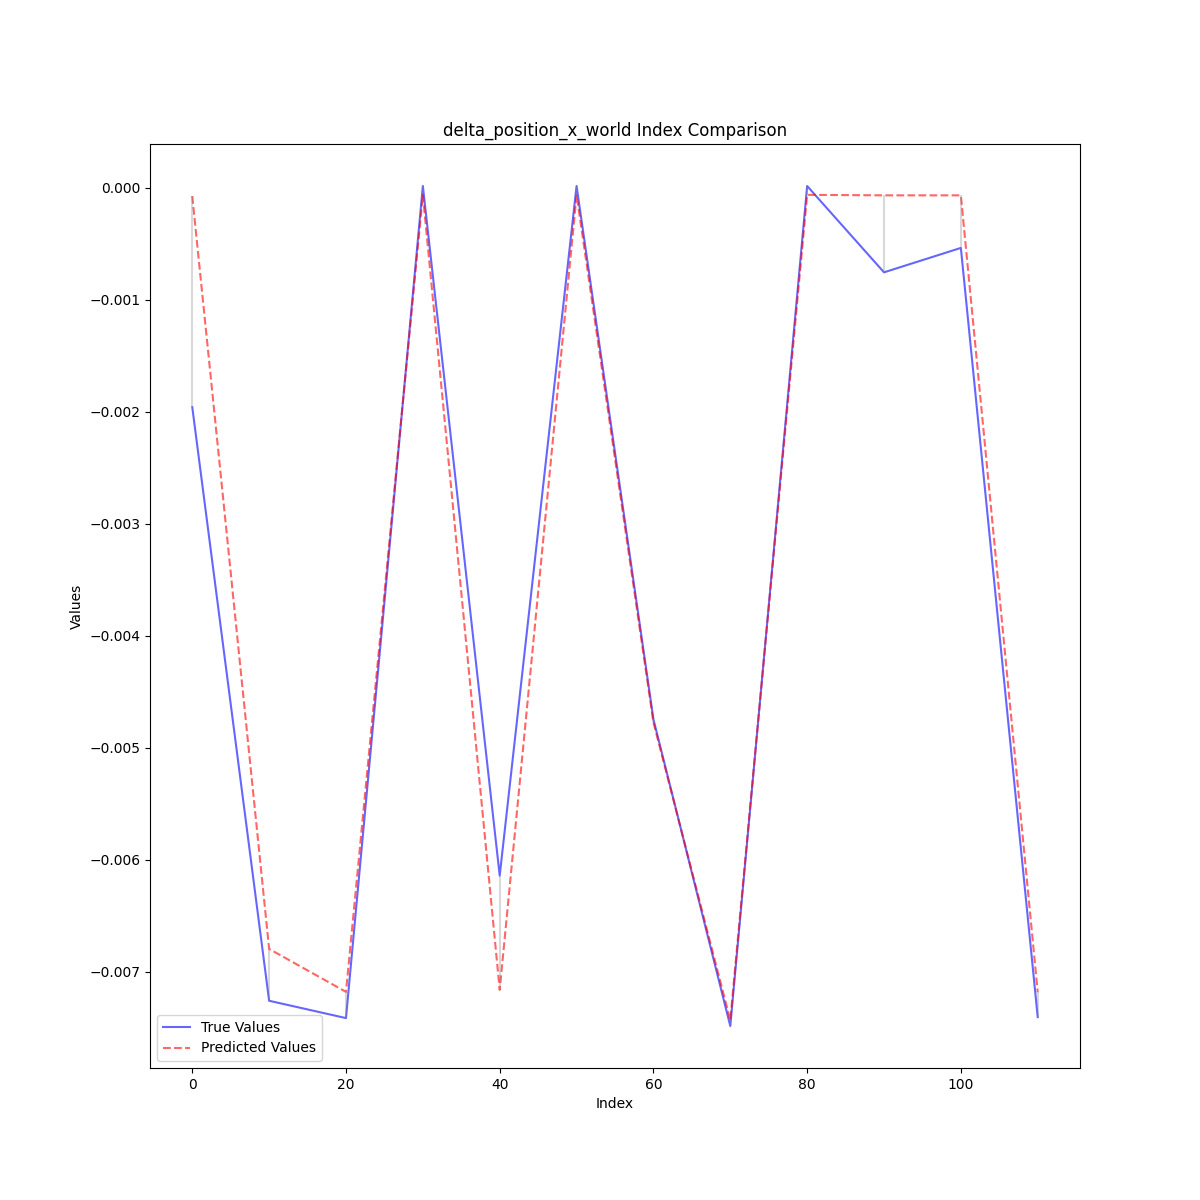 delta_position_x_world Index Comparison
0.000
−0.001
−0.002
−0.003
−0.004
−0.005
−0.006
−0.007
Values
True Values
Predicted Values
0 20 40 60 80 100
Index